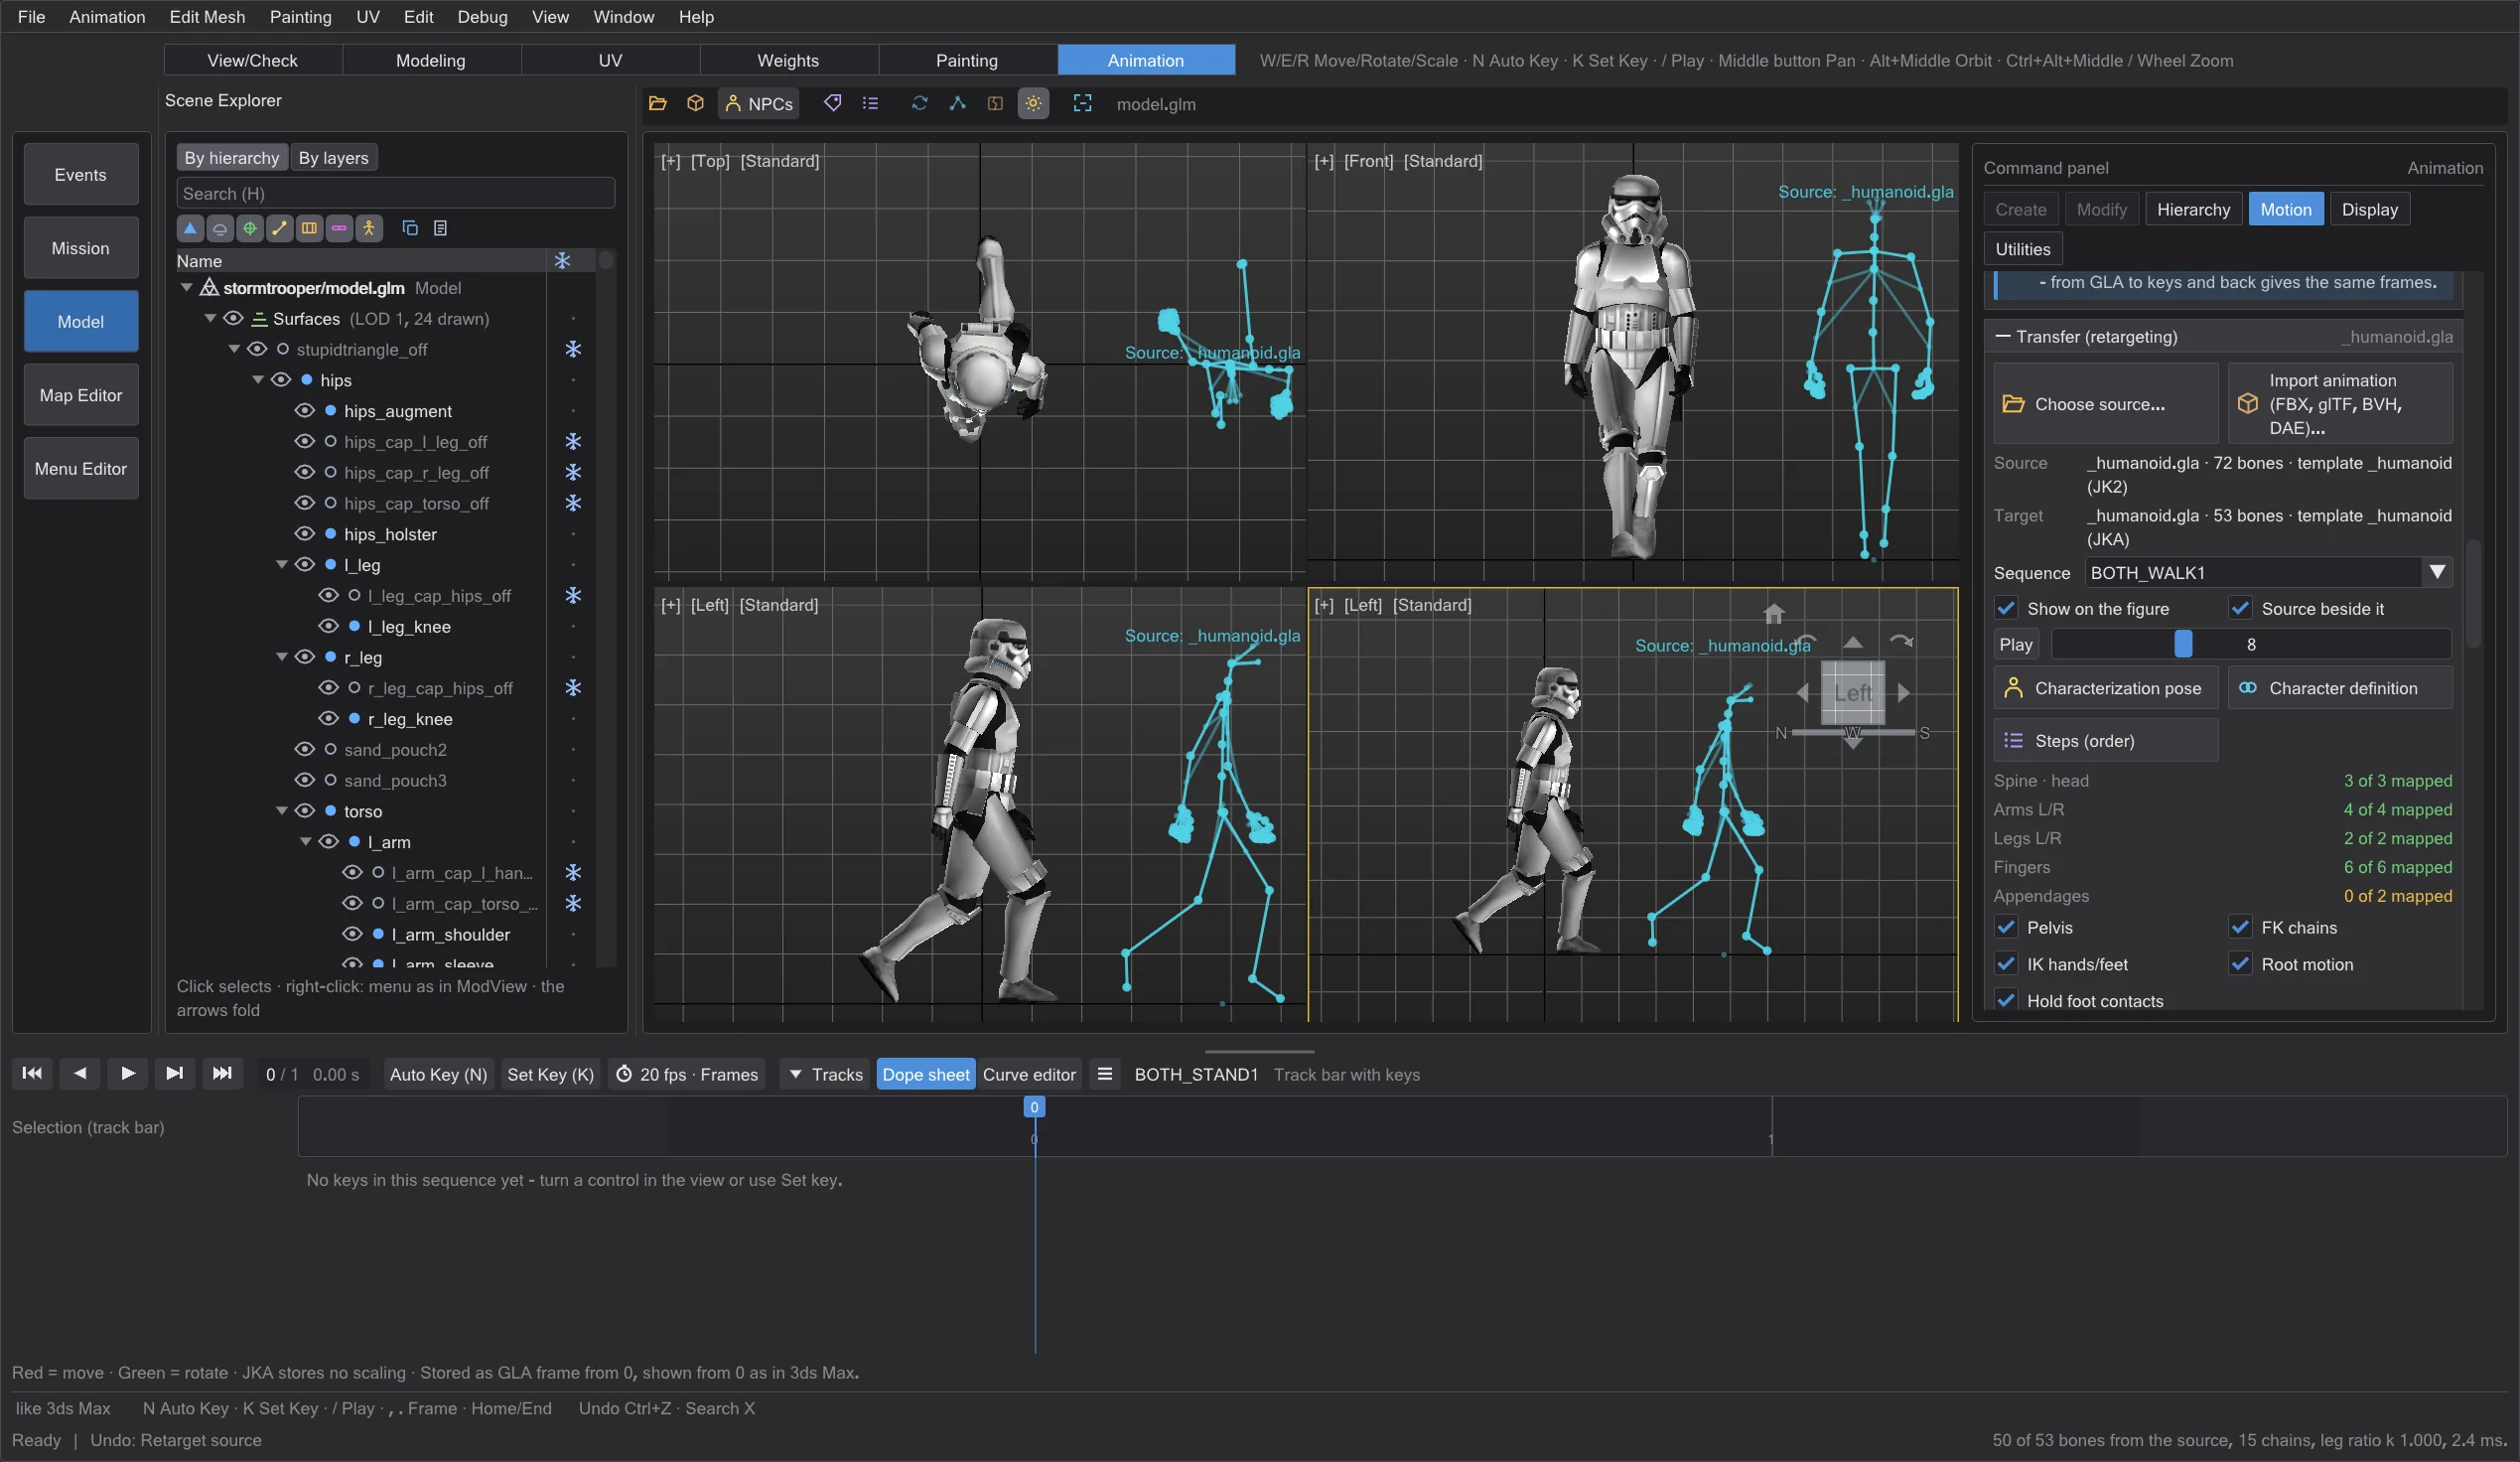 File Animation Edit Mesh Painting UV Edit Debug View Window Help
View/Check Modeling UV Weights Painting Animation W/E/R Move/Rotate/Scale · N Auto Key · K Set Key · / Play · Middle button Pan · Alt+Middle Orbit · Ctrl+Alt+Middle / Wheel Zoom
Scene Explorer
NPCs model.glm
Events
Mission
Model
Map Editor
Menu Editor
By hierarchy By layers
Search (H)
Name
stormtrooper/model.glm Model
Surfaces (LOD 1, 24 drawn)
stupidtriangle_off
hips
hips_augment
hips_cap_l_leg_off
hips_cap_r_leg_off
hips_cap_torso_off
hips_holster
l_leg
l_leg_cap_hips_off
l_leg_knee
r_leg
r_leg_cap_hips_off
r_leg_knee
sand_pouch2
sand_pouch3
torso
l_arm
l_arm_cap_l_han...
l_arm_cap_torso_...
l_arm_shoulder
l_arm_sleeve
Click selects · right-click: menu as in ModView · the
arrows fold
[+] [Top] [Standard]
Source: _humanoid.gla
[+] [Front] [Standard]
Source: _humanoid.gla
[+] [Left] [Standard]
Source: _humanoid.gla
[+] [Left] [Standard]
Source: _humanoid.gla
Left
N W S
Command panel Animation
Create Modify Hierarchy Motion Display
Utilities
- from GLA to keys and back gives the same frames.
Transfer (retargeting) _humanoid.gla
Choose source...
Import animation
(FBX, glTF, BVH,
DAE)...
Source _humanoid.gla · 72 bones · template _humanoid
(JK2)
Target _humanoid.gla · 53 bones · template _humanoid
(JKA)
Sequence BOTH_WALK1
Show on the figure Source beside it
Play 8
Characterization pose Character definition
Steps (order)
Spine · head 3 of 3 mapped
Arms L/R 4 of 4 mapped
Legs L/R 2 of 2 mapped
Fingers 6 of 6 mapped
Appendages 0 of 2 mapped
Pelvis FK chains
IK hands/feet Root motion
Hold foot contacts
0 / 1 0.00 s Auto Key (N) Set Key (K) 20 fps · Frames Tracks Dope sheet Curve editor BOTH_STAND1 Track bar with keys
Selection (track bar)
0
0 1
No keys in this sequence yet - turn a control in the view or use Set key.
Red = move · Green = rotate · JKA stores no scaling · Stored as GLA frame from 0, shown from 0 as in 3ds Max.
like 3ds Max N Auto Key · K Set Key · / Play · , . Frame · Home/End Undo Ctrl+Z · Search X
Ready | Undo: Retarget source
50 of 53 bones from the source, 15 chains, leg ratio k 1.000, 2.4 ms.